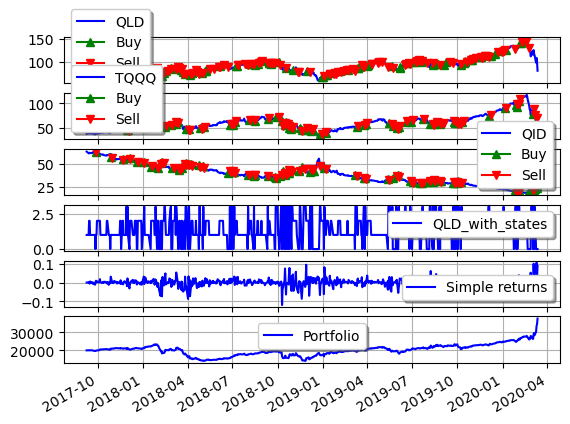 QLD
Buy
Sell
150
100
TQQQ
Buy
Sell
100
50
QID
Buy
Sell
50
25
QLD_with_states
2.5
0.0
Simple returns
0.1
0.0
−0.1
Portfolio
30000
20000
2017-10
2018-01
2018-04
2018-07
2018-10
2019-01
2019-04
2019-07
2019-10
2020-01
2020-04